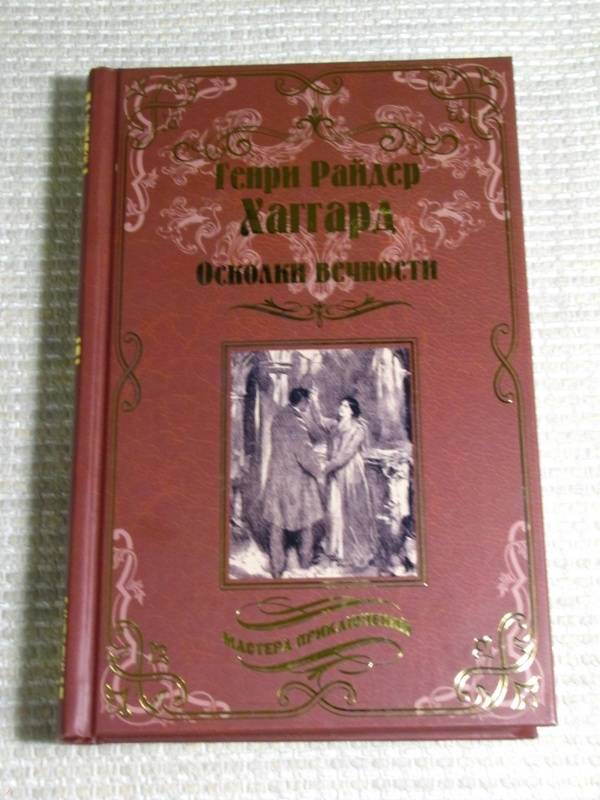 Генри Райдер
Хаггард
Осколки вечности
МАСТЕРА ПРИКЛЮЧЕНИЙ